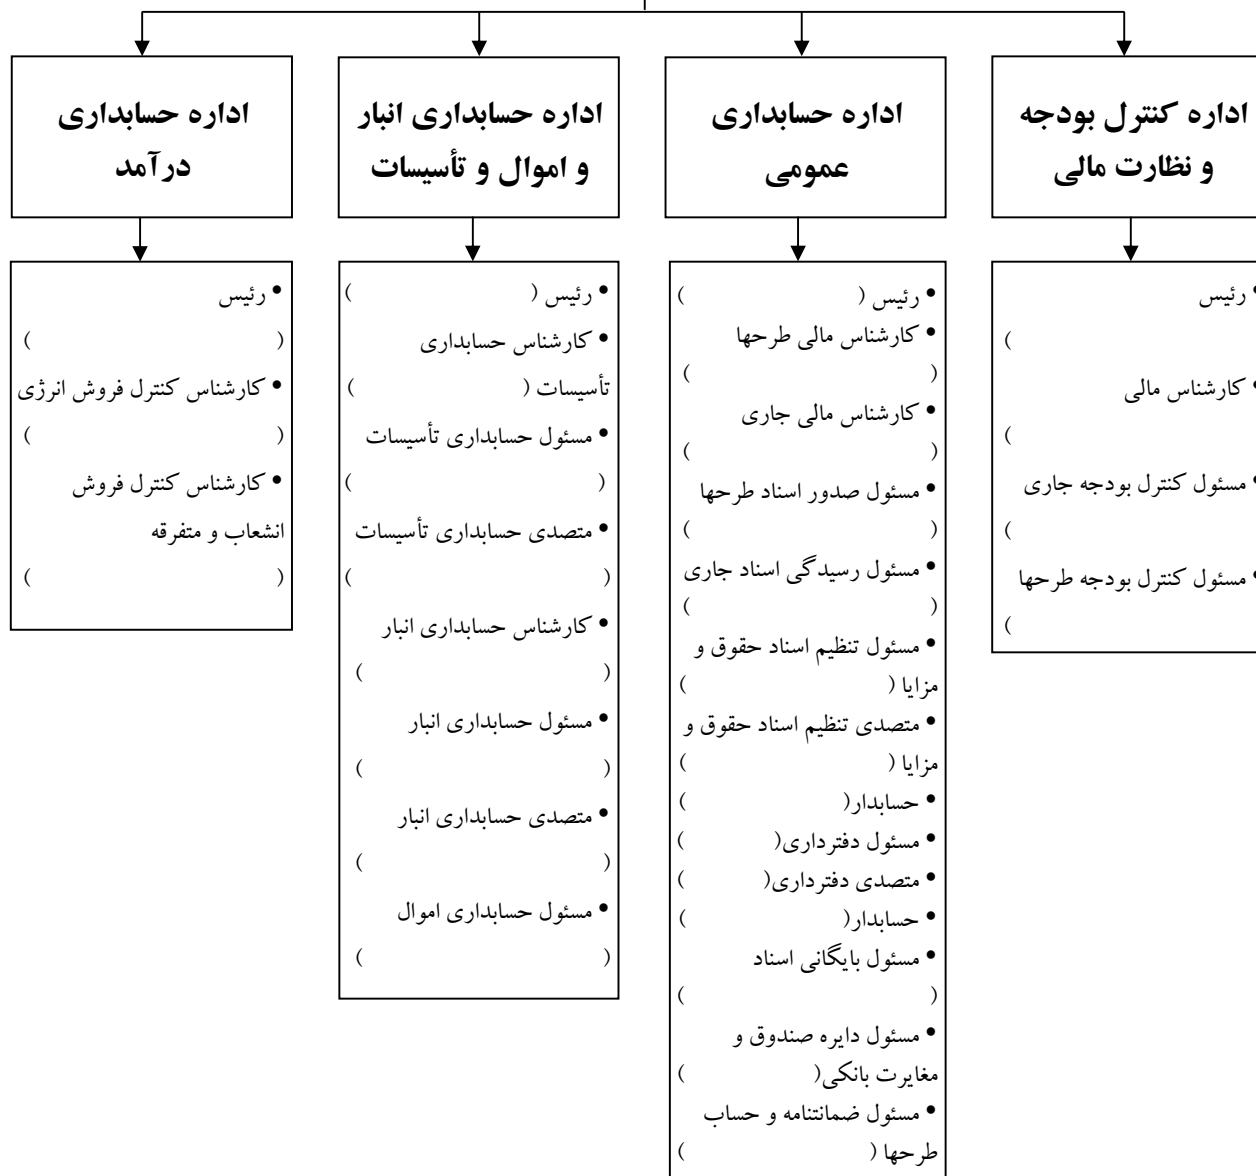 اداره کنترل بودجه
و نظارت مالی
اداره حسابداری
عمومی
اداره حسابداری انبار
و اموال و تأسیسات
اداره حسابداری
درآمد
• رئیس
( )
• کارشناس مالی
( )
• مسئول کنترل بودجه جاری
( )
• مسئول کنترل بودجه طرحها
( )
• رئیس ( )
• کارشناس مالی طرحها
( )
• کارشناس مالی جاری
( )
• مسئول صدور اسناد طرحها
( )
• مسئول رسیدگی اسناد جاری
( )
• مسئول تنظیم اسناد حقوق و
مزایا ( )
• متصدی تنظیم اسناد حقوق و
مزایا ( )
• حسابدار( )
• مسئول دفترداری( )
• متصدی دفترداری( )
• حسابدار( )
• مسئول بایگانی اسناد
( )
• مسئول دایره صندوق و
مغایرت بانکی( )
• مسئول ضمانتنامه و حساب
طرحها ( )
• رئیس ( )
• کارشناس حسابداری
تأسیسات ( )
• مسئول حسابداری تأسیسات
( )
• متصدی حسابداری تأسیسات
( )
• کارشناس حسابداری انبار
( )
• مسئول حسابداری انبار
( )
• متصدی حسابداری انبار
( )
• مسئول حسابداری اموال
( )
• رئیس
( )
• کارشناس کنترل فروش انرژی
( )
• کارشناس کنترل فروش
انشعاب و متفرقه
( )